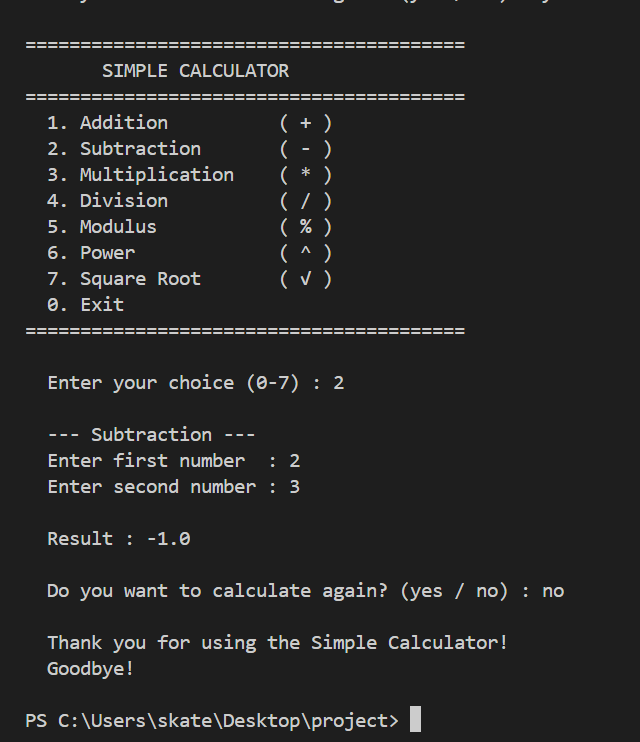 ========================================
SIMPLE CALCULATOR
========================================
1. Addition          ( + )
2. Subtraction       ( - )
3. Multiplication    ( * )
4. Division          ( / )
5. Modulus           ( % )
6. Power             ( ^ )
7. Square Root       ( √ )
0. Exit
========================================
Enter your choice (0-7) : 2
--- Subtraction ---
Enter first number  : 2
Enter second number : 3
Result : -1.0
Do you want to calculate again? (yes / no) : no
Thank you for using the Simple Calculator!
Goodbye!
PS C:\Users\skate\Desktop\project>